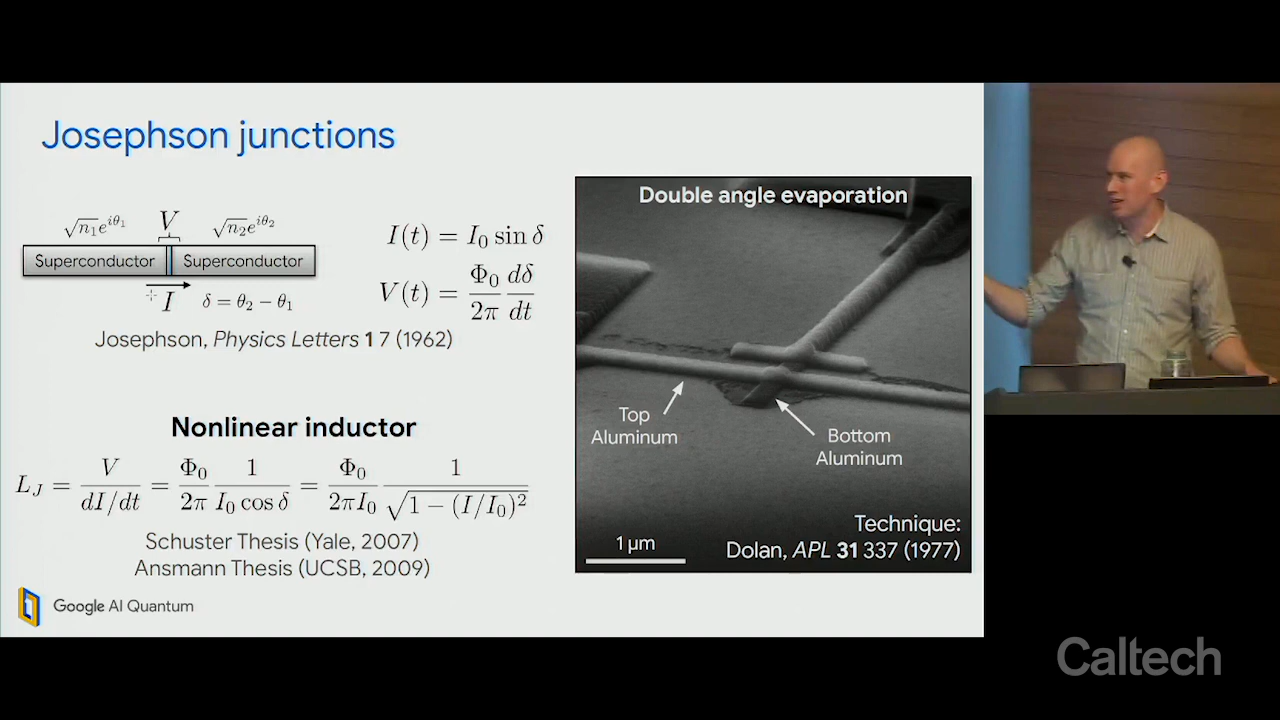 Josephson junctions
√n₁e^{iθ₁} V √n₂e^{iθ₂}
Superconductor Superconductor
I δ = θ₂ − θ₁
I(t) = I₀ sin δ
V(t) = Φ₀/2π dδ/dt
Josephson, Physics Letters 1 7 (1962)
Nonlinear inductor
L_J = V/(dI/dt) = Φ₀/2π 1/(I₀ cos δ) = Φ₀/(2πI₀) 1/√(1 − (I/I₀)²)
Schuster Thesis (Yale, 2007)
Ansmann Thesis (UCSB, 2009)
Google AI Quantum
Double angle evaporation
Top
Aluminum
Bottom
Aluminum
1 µm
Technique:
Dolan, APL 31 337 (1977)
Caltech